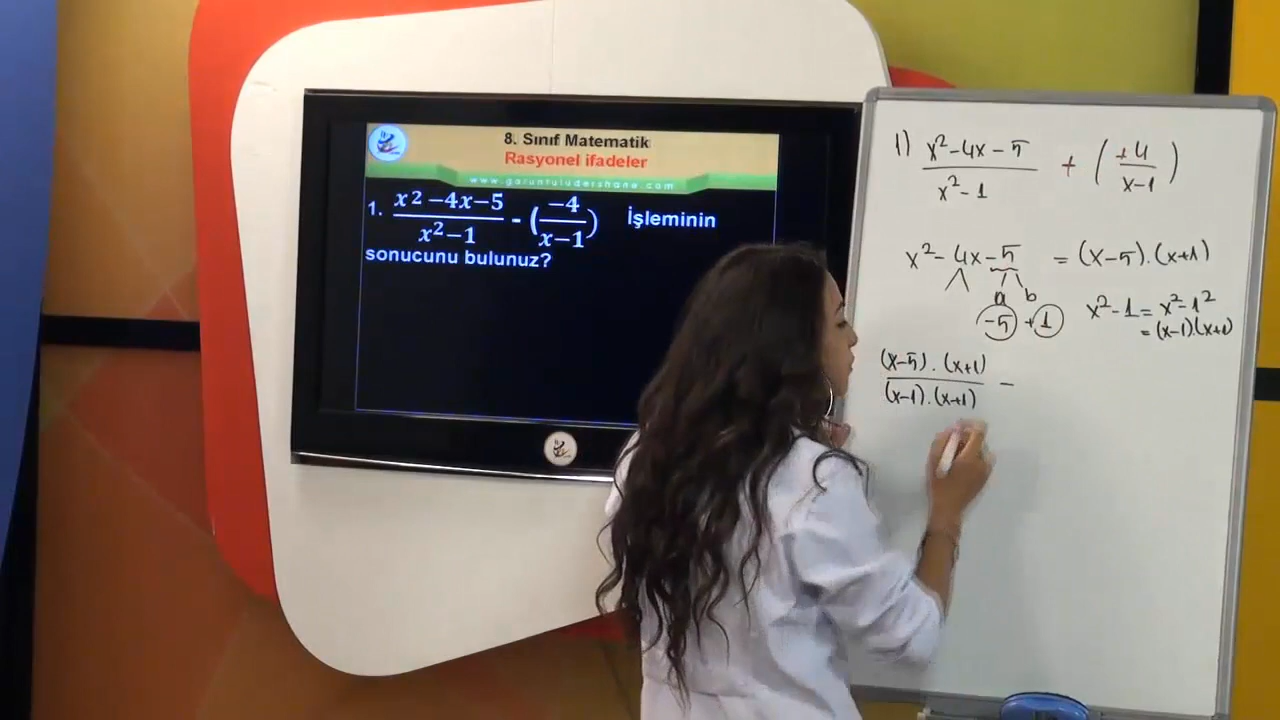 8. Sınıf Matematik
Rasyonel ifadeler
www.goruntuludershane.com
1. (x2 −4x−5)/(x²−1) - (−4/(x−1)) İşleminin
sonucunu bulunuz?
1) (x²-4x-5)/(x²-1) + (+4/(x-1))
x²-4x-5 = (x-5).(x+1)
a b
-5 +1
x²-1 = x²-1²
= (x-1).(x+1)
((x-5).(x+1))/((x-1).(x+1)) -